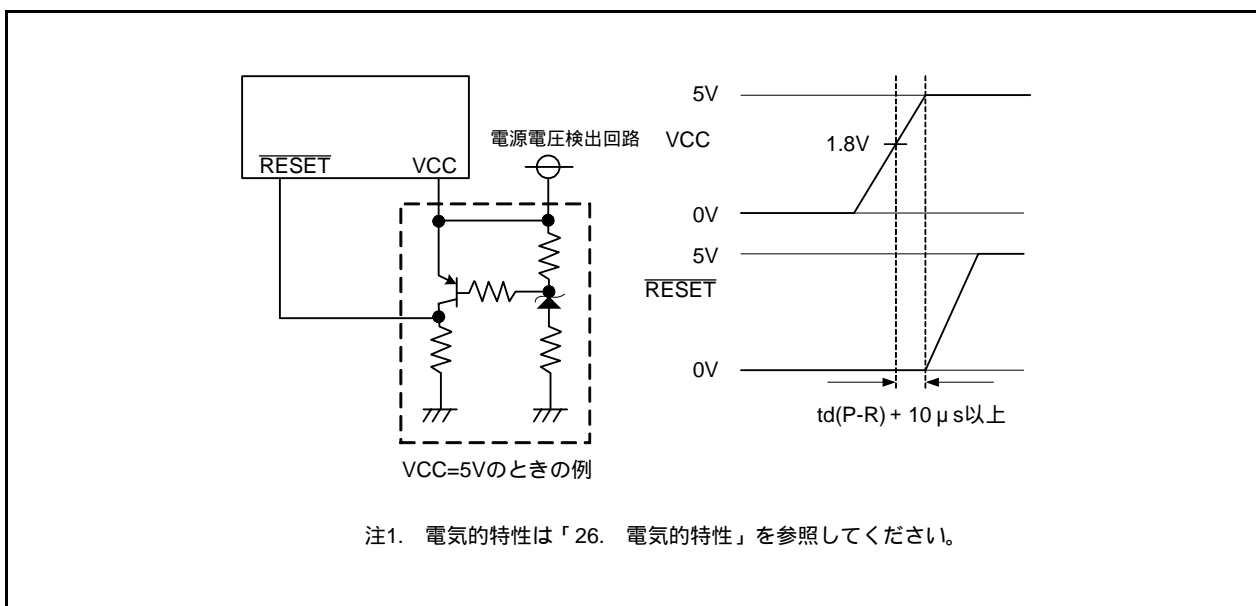 RESET VCC
電源電圧検出回路
VCC=5Vのときの例
5V
VCC
1.8V
0V
5V
RESET
0V
td(P-R) + 10 μs以上
注1. 電気的特性は「26. 電気的特性」を参照してください。